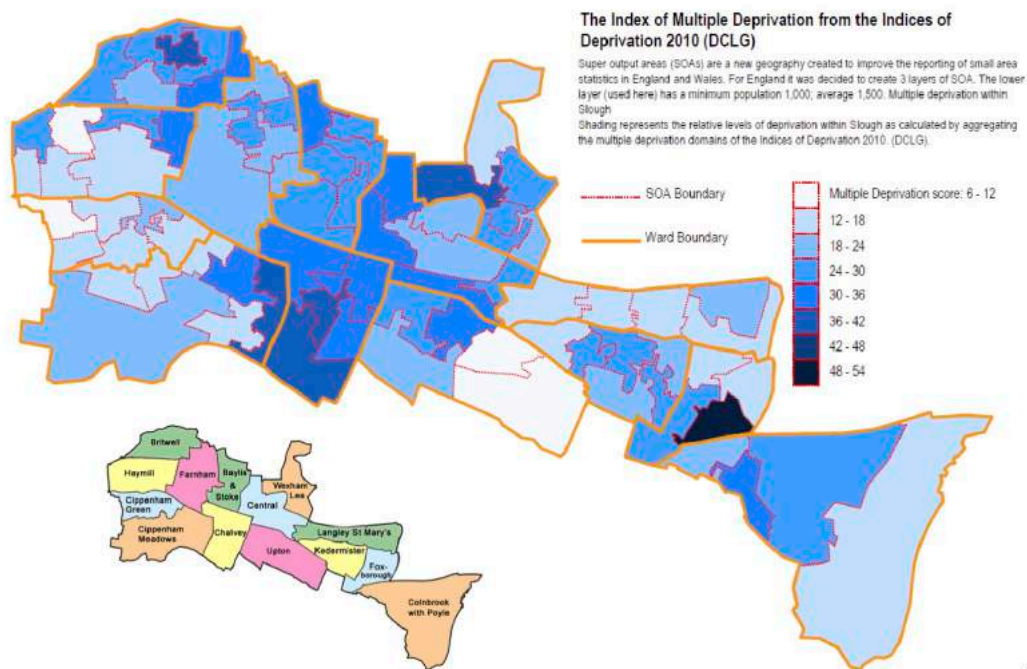 The Index of Multiple Deprivation from the Indices of
Deprivation 2010 (DCLG)
Super output areas (SOAs) are a new geography created to improve the reporting of small area
statistics in England and Wales. For England it was decided to create 3 layers of SOA. The lower
layer (used here) has a minimum population 1,000; average 1,500. Multiple deprivation within
Slough
Shading represents the relative levels of deprivation within Slough as calculated by aggregating
the multiple deprivation domains of the Indices of Deprivation 2010. (DCLG).
SOA Boundary
Ward Boundary
Multiple Deprivation score: 6 - 12
12 - 18
18 - 24
24 - 30
30 - 36
36 - 42
42 - 48
48 - 54
Britwell
Haymill
Farnham
Baylis
&
Stoke
Wexham
Lea
Cippenham
Green
Central
Cippenham
Meadows
Chalvey
Langley St Mary's
Upton
Kedermister
Fox-
borough
Colnbrook
with Poyle